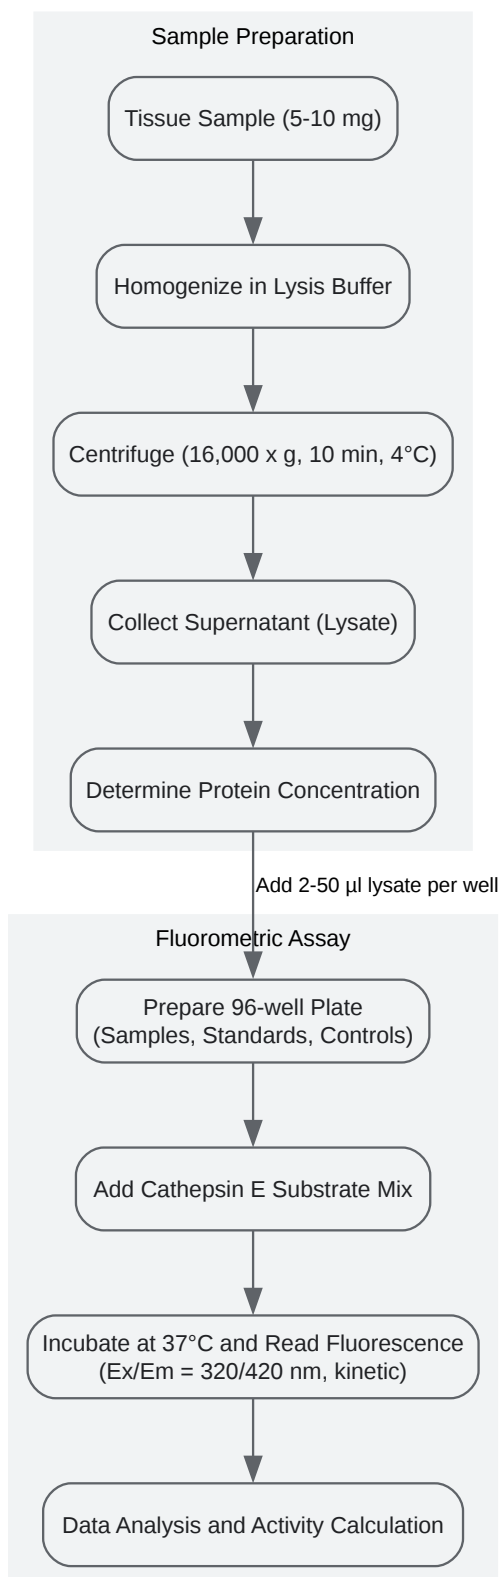 Sample Preparation
Tissue Sample (5-10 mg)
Homogenize in Lysis Buffer
Centrifuge (16,000 x g, 10 min, 4°C)
Collect Supernatant (Lysate)
Determine Protein Concentration
Add 2-50 µl lysate per well
Fluorometric Assay
Prepare 96-well Plate
(Samples, Standards, Controls)
Add Cathepsin E Substrate Mix
Incubate at 37°C and Read Fluorescence
(Ex/Em = 320/420 nm, kinetic)
Data Analysis and Activity Calculation